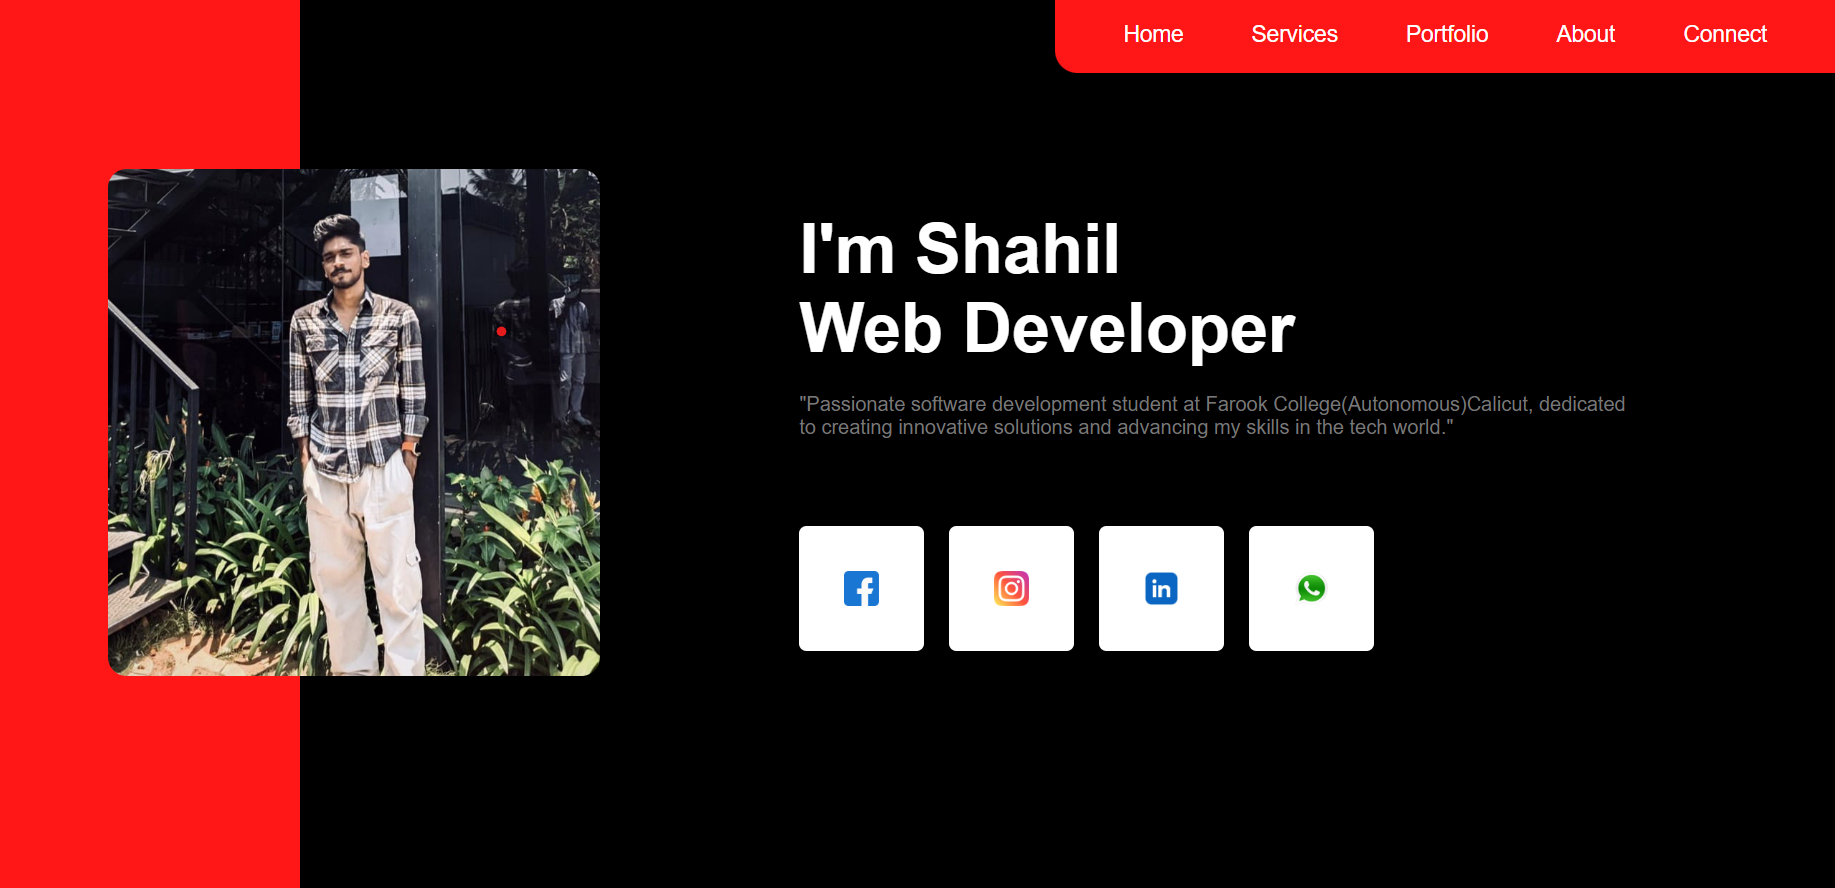 Home Services Portfolio About Connect
I'm Shahil
Web Developer
"Passionate software development student at Farook College(Autonomous)Calicut, dedicated
to creating innovative solutions and advancing my skills in the tech world."
in